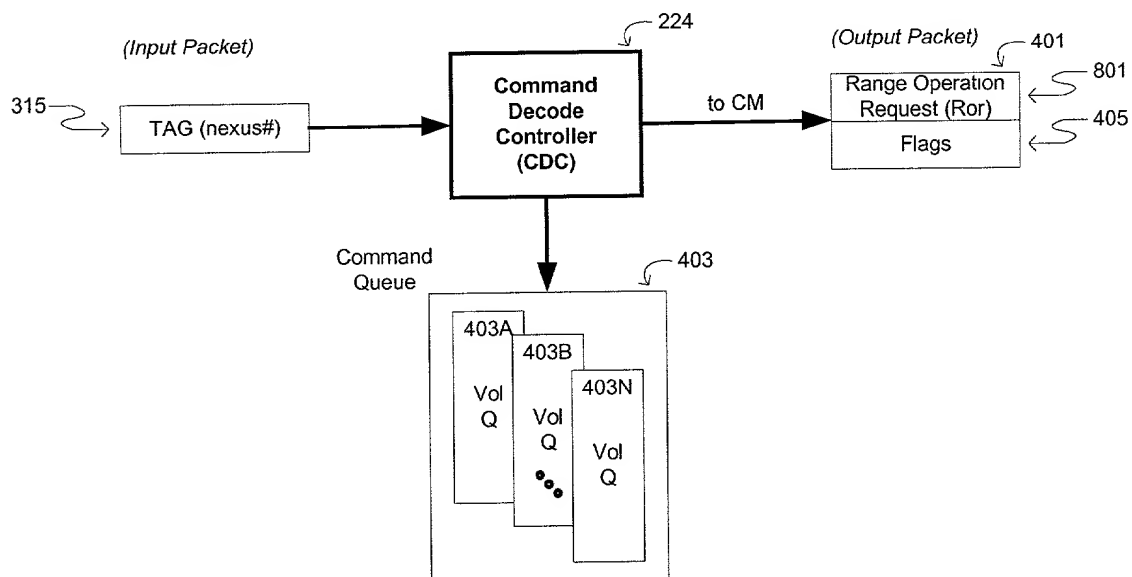 (Input Packet)
315
TAG (nexus#)
224
Command
Decode
Controller
(CDC)
to CM
(Output Packet)
401
Range Operation
Request (Ror)
801
Flags
405
Command
Queue
403
403A
Vol
Q
403B
Vol
Q
403N
Vol
Q